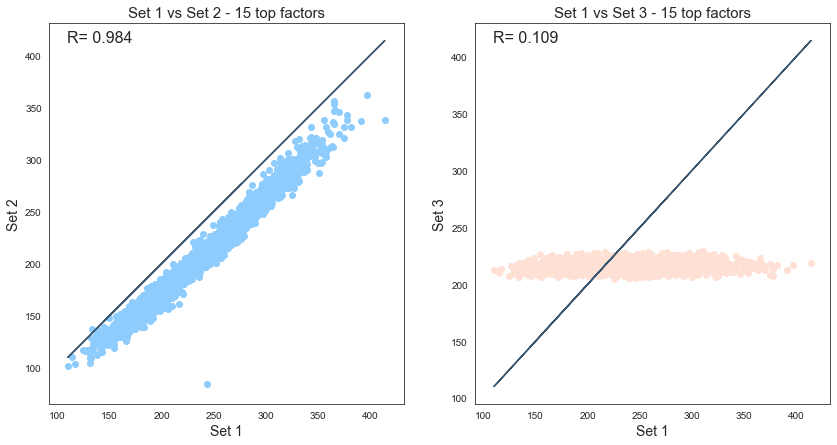 Set 1 vs Set 2 - 15 top factors
R= 0.984
400
350
300
250
200
150
100
Set 2
100 150 200 250 300 350 400
Set 1
Set 1 vs Set 3 - 15 top factors
R= 0.109
400
350
300
250
200
150
100
Set 3
100 150 200 250 300 350 400
Set 1